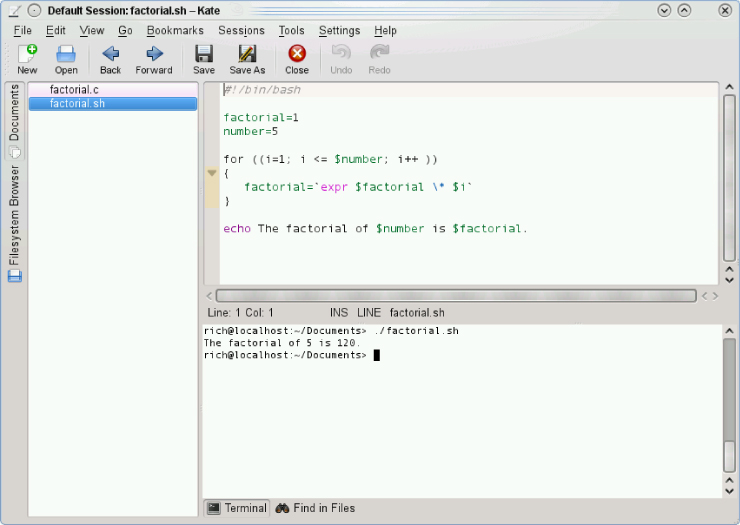 Default Session: factorial.sh – Kate
File Edit View Go Bookmarks Sessions Tools Settings Help
New Open Back Forward Save Save As Close Undo Redo
Documents
Filesystem Browser
factorial.c
factorial.sh
#!/bin/bash
factorial=1
number=5
for ((i=1; i <= $number; i++ ))
{
factorial=`expr $factorial \* $i`
}
echo The factorial of $number is $factorial.
Line: 1 Col: 1 INS LINE factorial.sh
rich@localhost:~/Documents> ./factorial.sh
The factorial of 5 is 120.
rich@localhost:~/Documents>
Terminal Find in Files